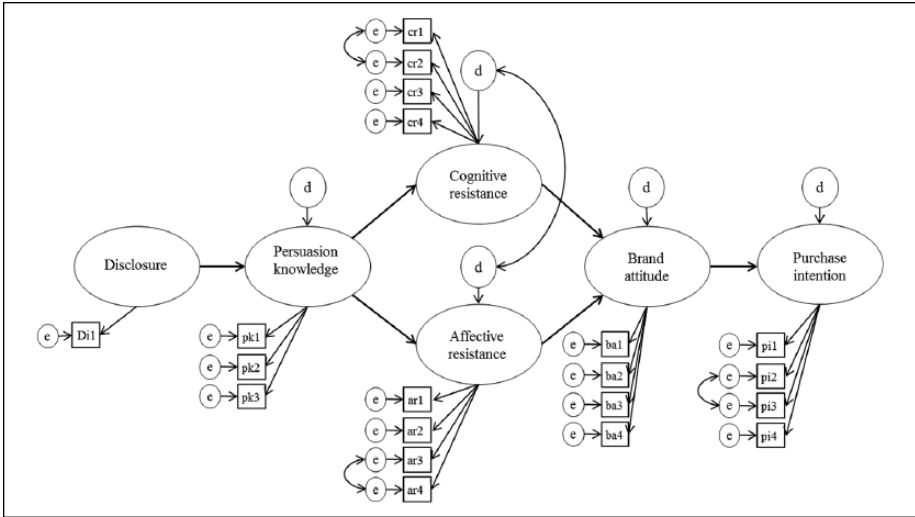 e cr1
e cr2
e cr3
e cr4
d
Cognitive
resistance
d
Disclosure
e Di1
Persuasion
knowledge
e pk1
e pk2
e pk3
d
Affective
resistance
e ar1
e ar2
e ar3
e ar4
d
Brand
attitude
e ba1
e ba2
e ba3
e ba4
d
Purchase
intention
e pi1
e pi2
e pi3
e pi4